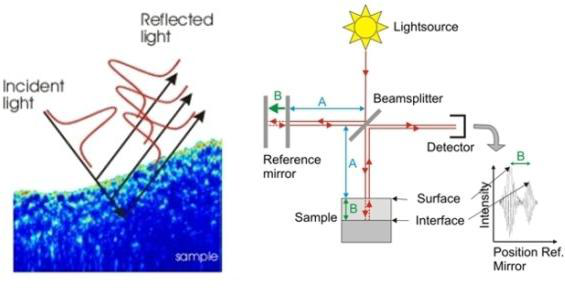 Reflected
light
Incident
light
sample
Lightsource
B
A
Beamsplitter
Reference
mirror
A
Detector
B
Surface
Sample
B
Interface
Intensity
Position Ref.
Mirror